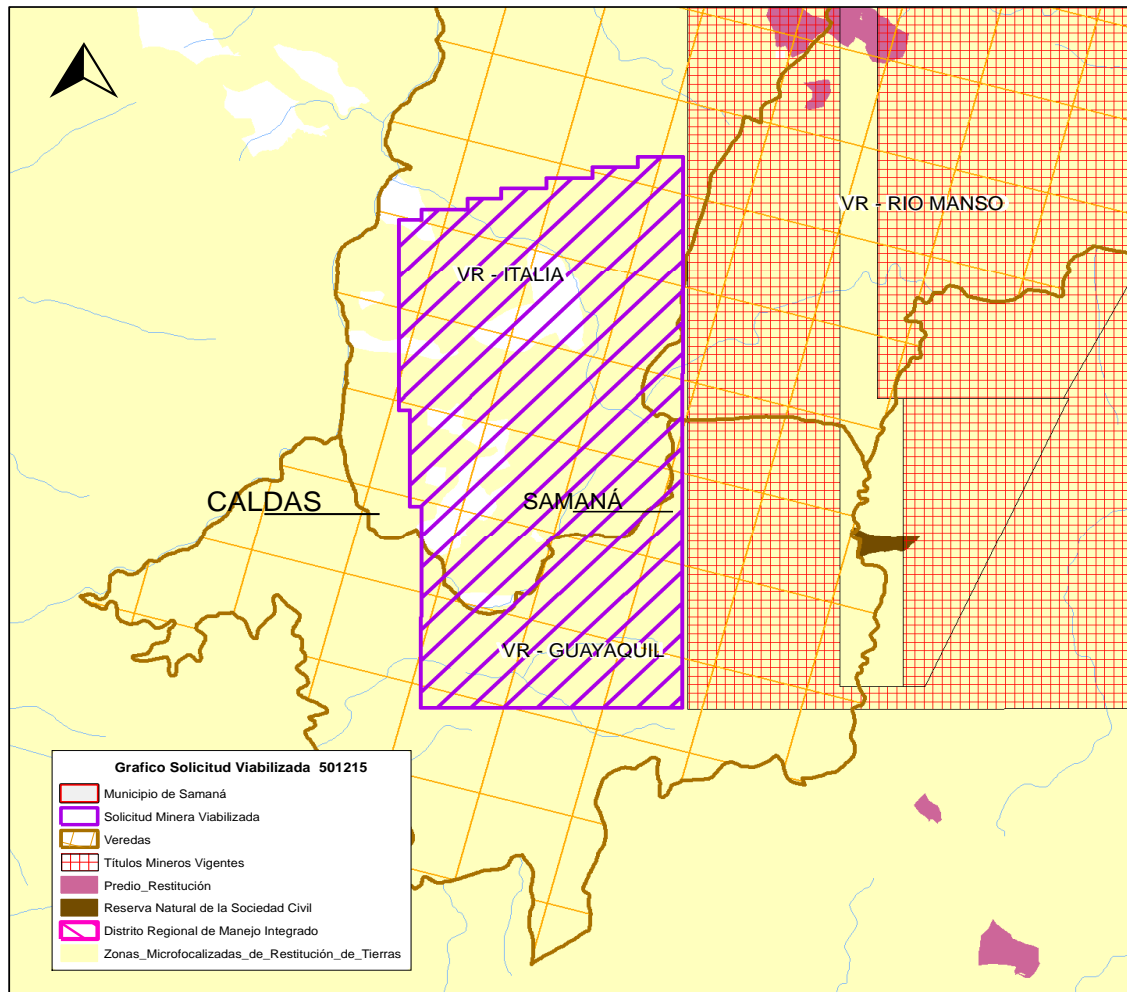 VR - RIO MANSO
VR - ITALIA
CALDAS
SAMANÁ
VR - GUAYAQUIL
Grafico Solicitud Viabilizada 501215
Municipio de Samaná
Solicitud Minera Viabilizada
Veredas
Títulos Mineros Vigentes
Predio_Restitución
Reserva Natural de la Sociedad Civil
Distrito Regional de Manejo Integrado
Zonas_Microfocalizadas_de_Restitución_de_Tierras